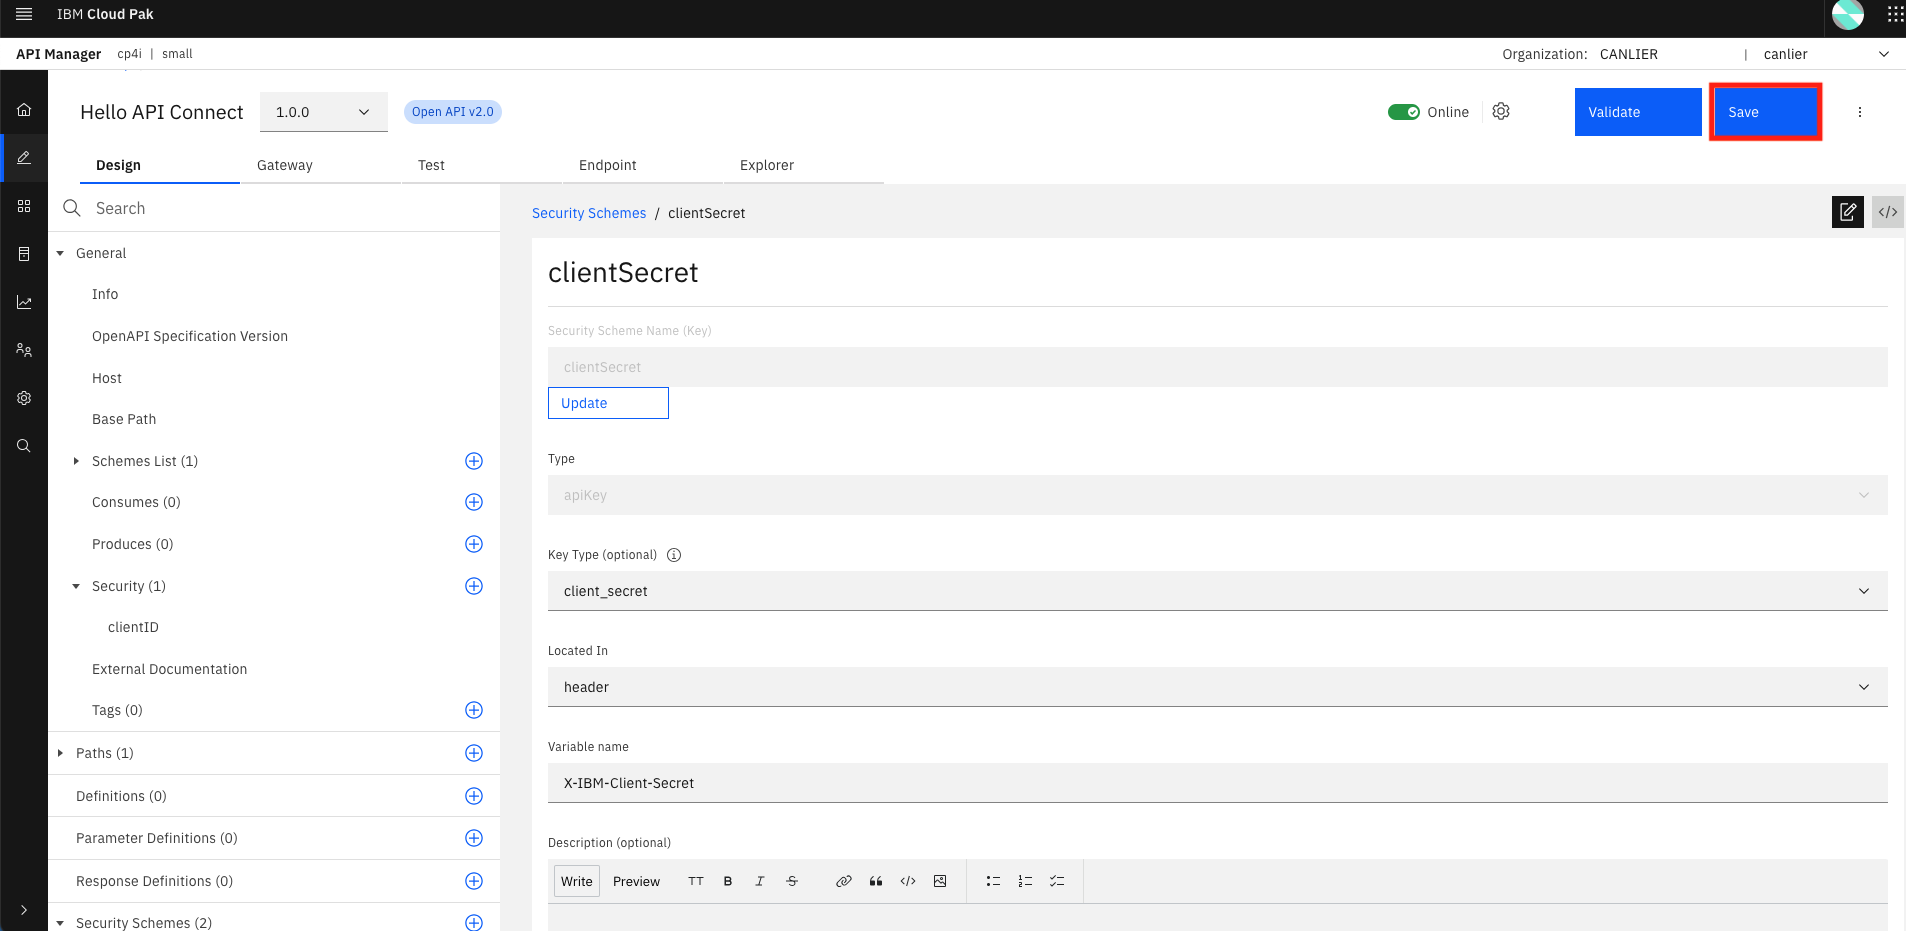 IBM Cloud Pak
API Manager cp4i | small
Organization: CANLIER | canlier
Hello API Connect 1.0.0 Open API v2.0 Online Validate Save
Design Gateway Test Endpoint Explorer
Search
General
Info
OpenAPI Specification Version
Host
Base Path
Schemes List (1)
Consumes (0)
Produces (0)
Security (1)
clientID
External Documentation
Tags (0)
Paths (1)
Definitions (0)
Parameter Definitions (0)
Response Definitions (0)
Security Schemes (2)
Security Schemes / clientSecret
clientSecret
Security Scheme Name (Key)
clientSecret
Update
Type
apiKey
Key Type (optional)
client_secret
Located In
header
Variable name
X-IBM-Client-Secret
Description (optional)
Write Preview TT B I S